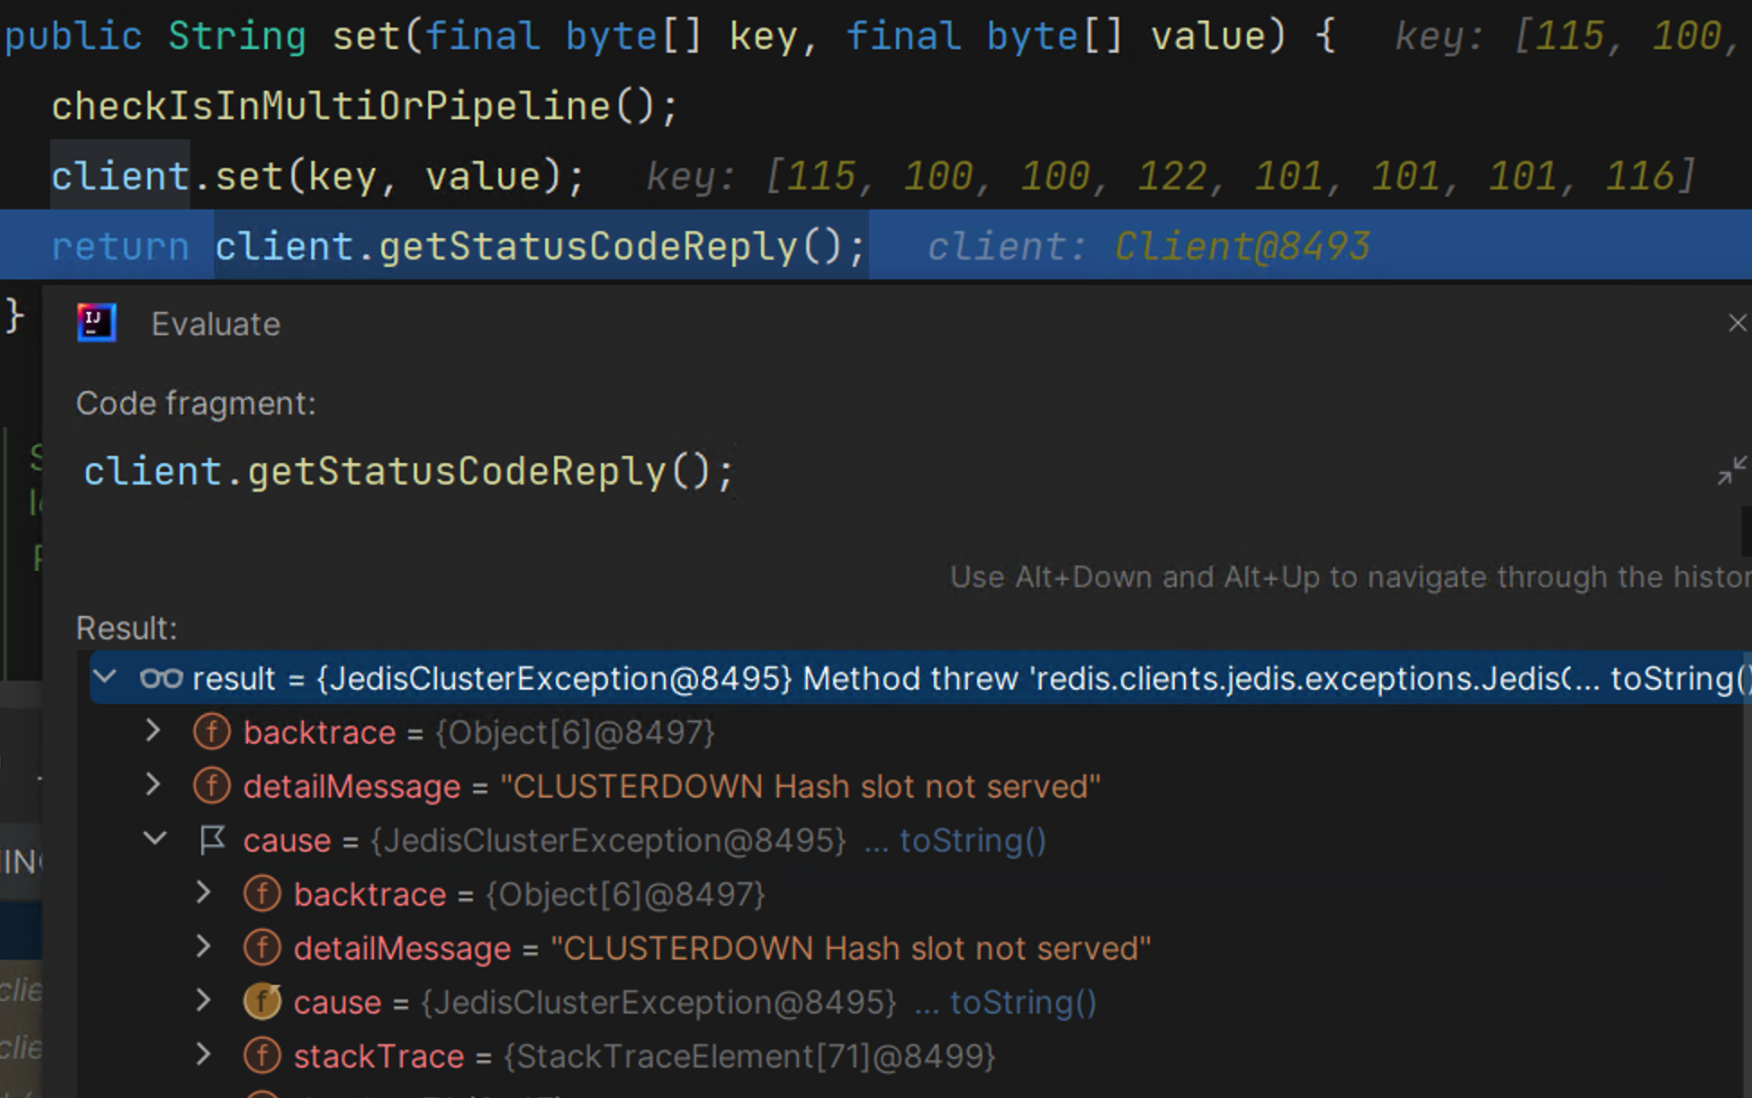 public String set(final byte[] key, final byte[] value) { key: [115, 100,
checkIsInMultiOrPipeline();
client.set(key, value); key: [115, 100, 100, 122, 101, 101, 101, 116]
return client.getStatusCodeReply(); client: Client@8493
}
IJ Evaluate
Code fragment:
client.getStatusCodeReply();
Use Alt+Down and Alt+Up to navigate through the histor
Result:
result = {JedisClusterException@8495} Method threw 'redis.clients.jedis.exceptions.JedisC... toString()
f backtrace = {Object[6]@8497}
f detailMessage = "CLUSTERDOWN Hash slot not served"
cause = {JedisClusterException@8495} ... toString()
f backtrace = {Object[6]@8497}
f detailMessage = "CLUSTERDOWN Hash slot not served"
clie
f cause = {JedisClusterException@8495} ... toString()
clie
f stackTrace = {StackTraceElement[71]@8499}